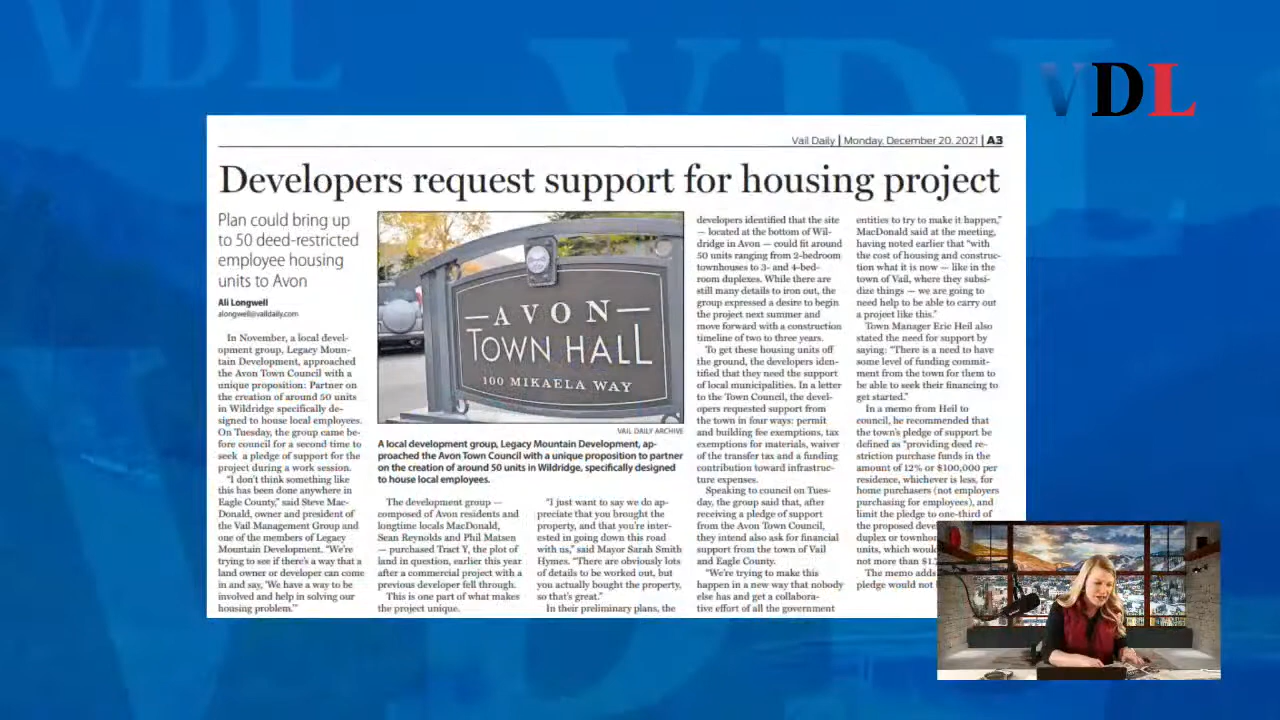 VDL
Vail Daily | Monday, December 20, 2021 | A3
Developers request support for housing project
Plan could bring up
to 50 deed-restricted
employee housing
units to Avon
Ali Longwell
alongwell@vaildaily.com
In November, a local devel-
opment group, Legacy Moun-
tain Development, approached
the Avon Town Council with a
unique proposition: Partner on
the creation of around 50 units
in Wildridge specifically de-
signed to house local employees.
On Tuesday, the group came be-
fore council for a second time to
seek a pledge of support for the
project during a work session.
"I don't think something like
this has been done anywhere in
Eagle County," said Steve Mac-
Donald, owner and president of
the Vail Management Group and
one of the members of Legacy
Mountain Development. "We're
trying to see if there's a way that a
land owner or developer can come
in and say, 'We have a way to be
involved and help in solving our
housing problem.'"
AVON
TOWN HALL
100 MIKAELA WAY
VAIL DAILY ARCHIVE
A local development group, Legacy Mountain Development, ap-
proached the Avon Town Council with a unique proposition to partner
on the creation of around 50 units in Wildridge, specifically designed
to house local employees.
The development group —
composed of Avon residents and
longtime locals MacDonald,
Sean Reynolds and Phil Matsen
— purchased Tract Y, the plot of
land in question, earlier this year
after a commercial project with a
previous developer fell through.
This is one part of what makes
the project unique.
"I just want to say we do ap-
preciate that you brought the
property, and that you're inter-
ested in going down this road
with us," said Mayor Sarah Smith
Hymes. "There are obviously lots
of details to be worked out, but
you actually bought the property,
so that's great."
In their preliminary plans, the
developers identified that the site
— located at the bottom of Wil-
dridge in Avon — could fit around
50 units ranging from 2-bedroom
townhouses to 3- and 4-bed-
room duplexes. While there are
still many details to iron out, the
group expressed a desire to begin
the project next summer and
move forward with a construction
timeline of two to three years.
To get these housing units off
the ground, the developers iden-
tified that they need the support
of local municipalities. In a letter
to the Town Council, the devel-
opers requested support from
the town in four ways: permit
and building fee exemptions, tax
exemptions for materials, waiver
of the transfer tax and a funding
contribution toward infrastruc-
ture expenses.
Speaking to council on Tues-
day, the group said that, after
receiving a pledge of support
from the Avon Town Council,
they intend also ask for financial
support from the town of Vail
and Eagle County.
"We're trying to make this
happen in a new way that nobody
else has and get a collabora-
tive effort of all the government
entities to try to make it happen,"
MacDonald said at the meeting,
having noted earlier that "with
the cost of housing and construc-
tion what it is now — like in the
town of Vail, where they subsi-
dize things — we are going to
need help to be able to carry out
a project like this."
Town Manager Eric Heil also
stated the need for support by
saying: "There is a need to have
some level of funding commit-
ment from the town for them to
be able to seek their financing to
get started."
In a memo from Heil to
council, he recommended that
the town's pledge of support be
defined as "providing deed re-
striction purchase funds in the
amount of 12% or $100,000 per
residence, whichever is less, for
home purchasers (not employers
purchasing for employees), and
limit the pledge to one-third of
the proposed deve
duplex or townhom
units, which would
not more than $1.
The memo adds
pledge would not